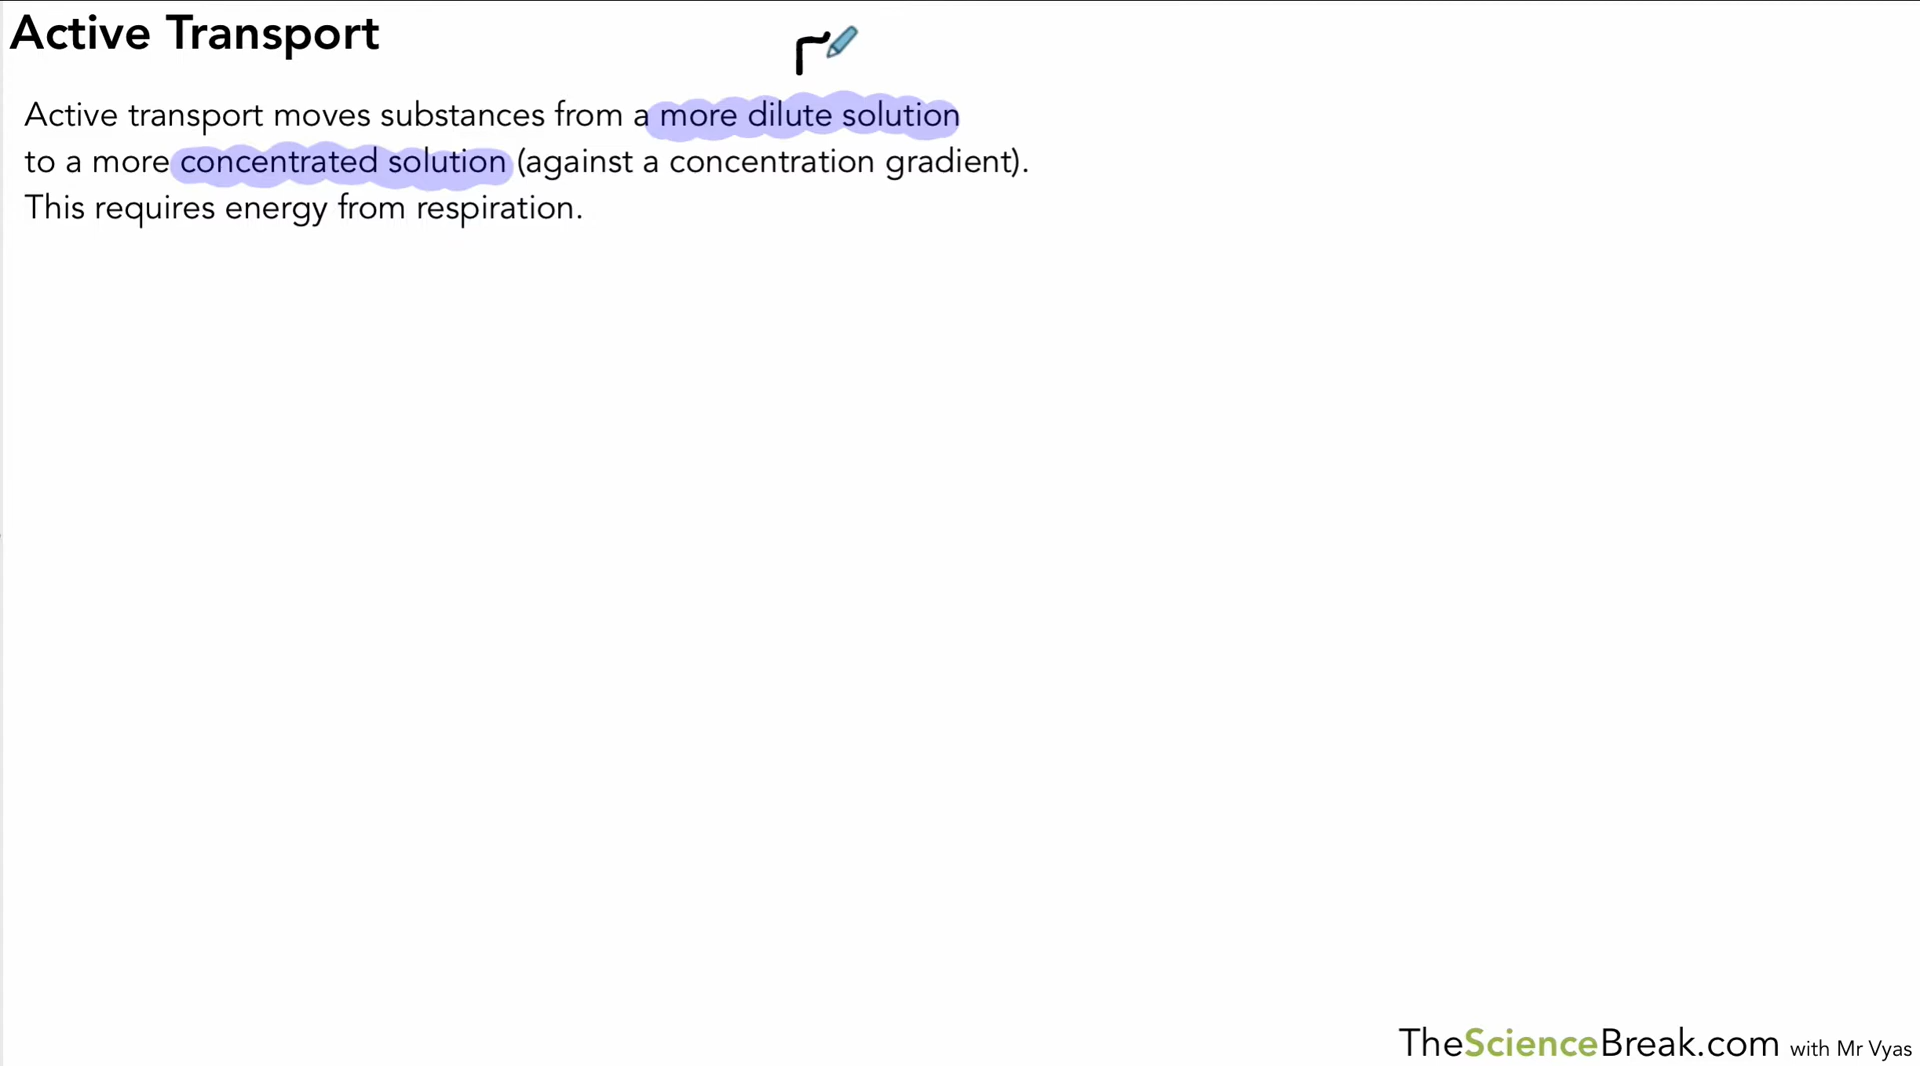 Active Transport
Active transport moves substances from a more dilute solution
to a more concentrated solution (against a concentration gradient).
This requires energy from respiration.
TheScienceBreak.com with Mr Vyas